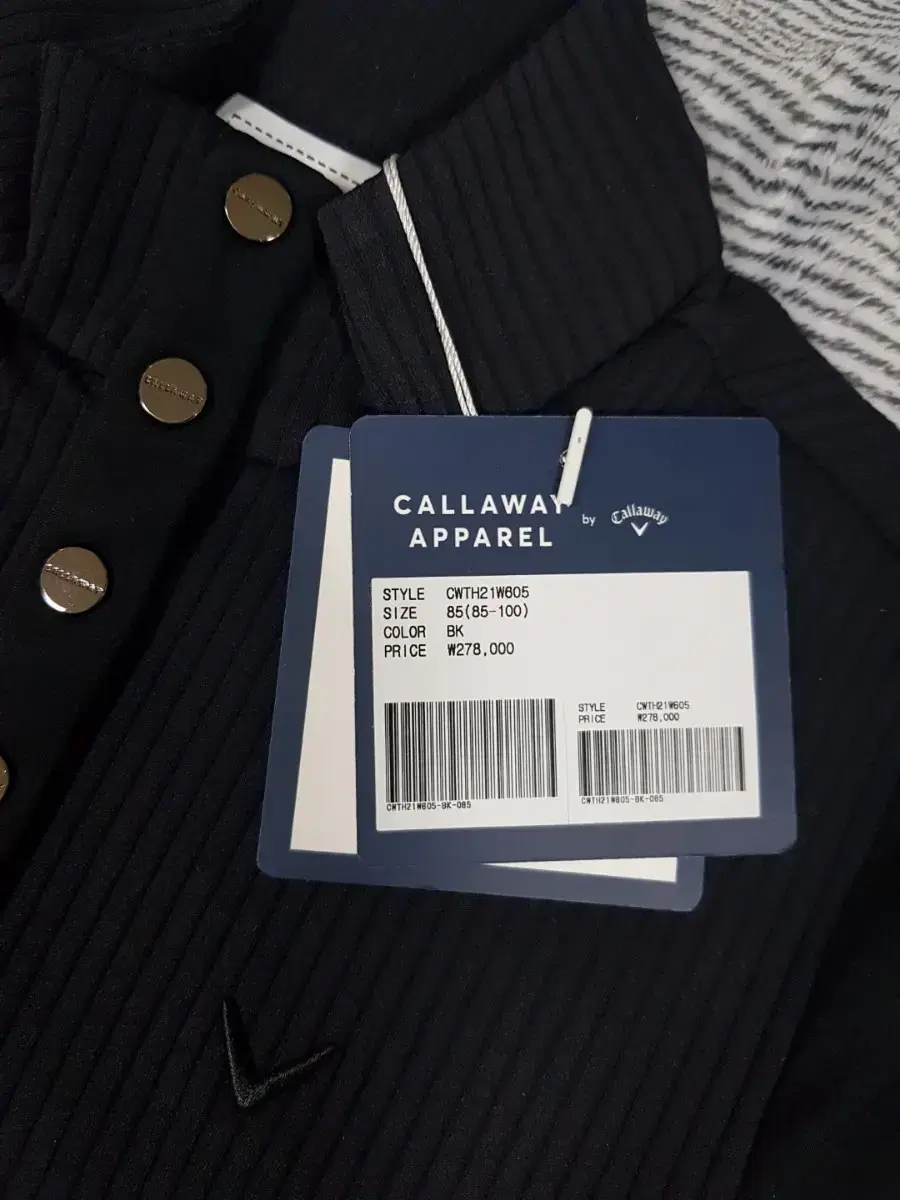 CALLAWAY
APPAREL
by
Callaway
STYLE CWTH21W605
SIZE 85(85-100)
COLOR BK
PRICE ₩278,000
STYLE CWTH21W605
PRICE ₩278,000
CWTH21W605-BK-085
CWTH21W605-BK-085